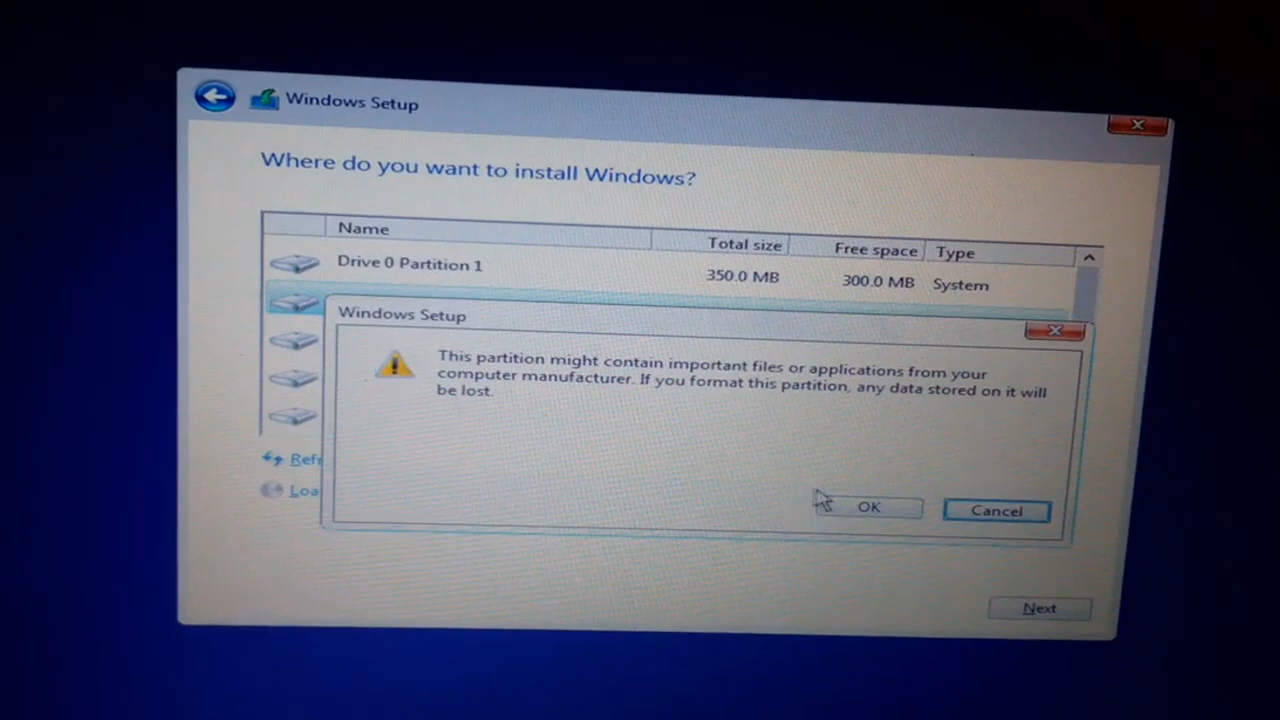 Windows Setup
Where do you want to install Windows?
Name Total size Free space Type
Drive 0 Partition 1 350.0 MB 300.0 MB System
Windows Setup
This partition might contain important files or applications from your
computer manufacturer. If you format this partition, any data stored on it will
be lost.
Refr
Loa
OK Cancel
Next